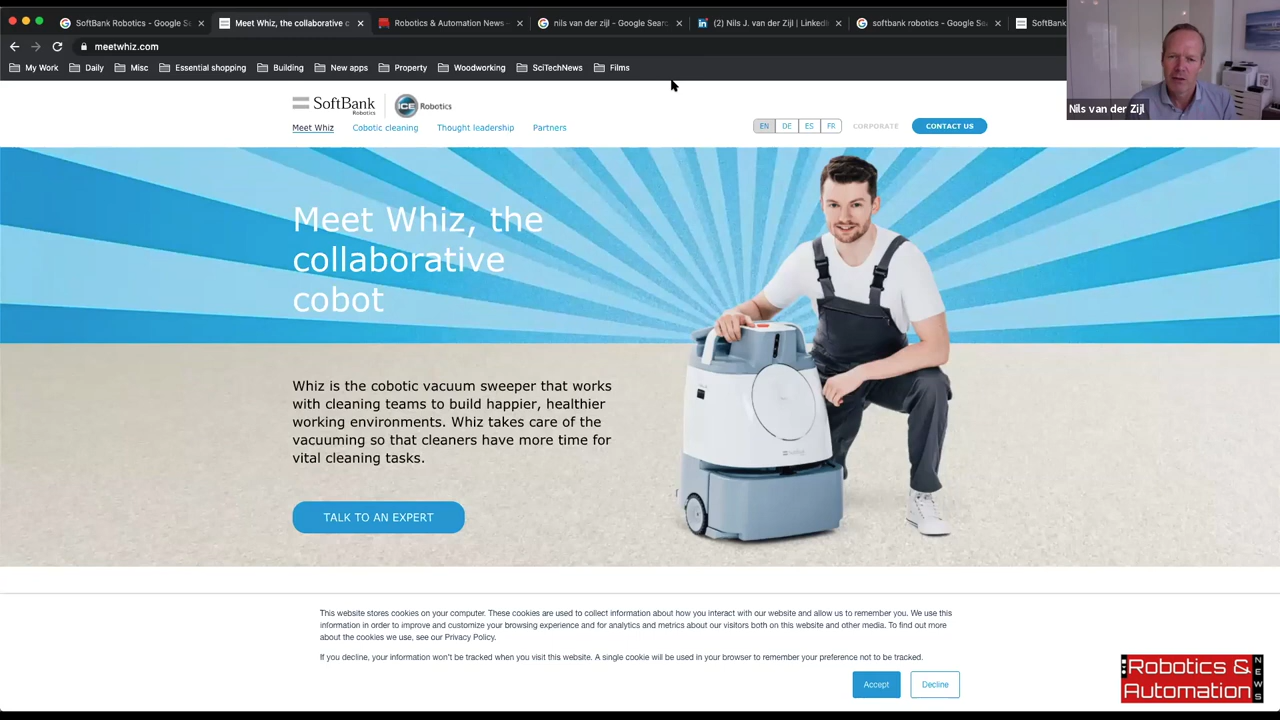 SoftBank Robotics - Google Se
Meet Whiz, the collaborative c
Robotics & Automation News -
nils van der zijl - Google Searc
(2) Nils J. van der Zijl | LinkedI
softbank robotics - Google Sea
SoftBank
meetwhiz.com
My Work
Daily
Misc
Essential shopping
Building
New apps
Property
Woodworking
SciTechNews
Films
Nils van der Zijl
SoftBank
Robotics
ICE Robotics
Meet Whiz
Cobotic cleaning
Thought leadership
Partners
EN
DE
ES
FR
CORPORATE
CONTACT US
Meet Whiz, the
collaborative
cobot
Whiz is the cobotic vacuum sweeper that works
with cleaning teams to build happier, healthier
working environments. Whiz takes care of the
vacuuming so that cleaners have more time for
vital cleaning tasks.
TALK TO AN EXPERT
This website stores cookies on your computer. These cookies are used to collect information about how you interact with our website and allow us to remember you. We use this
information in order to improve and customize your browsing experience and for analytics and metrics about our visitors both on this website and other media. To find out more
about the cookies we use, see our Privacy Policy.
If you decline, your information won't be tracked when you visit this website. A single cookie will be used in your browser to remember your preference not to be tracked.
Accept
Decline
Robotics &
Automation
NEWS